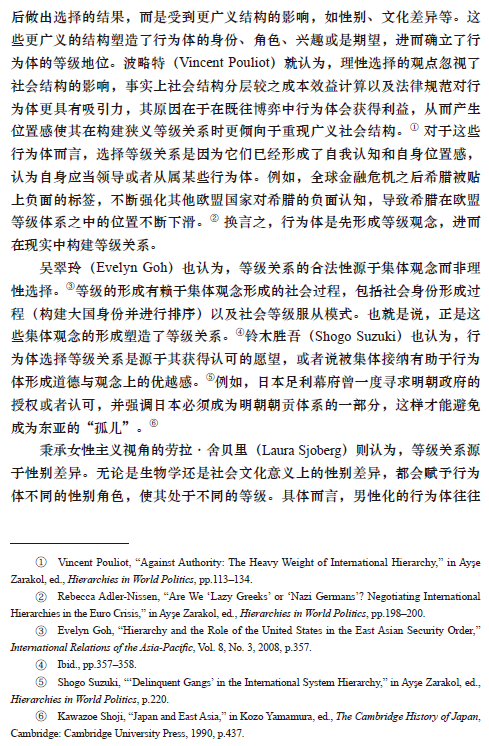 后做出选择的结果，而是受到更广义结构的影响，如性别、文化差异等。这
些更广义的结构塑造了行为体的身份、角色、兴趣或是期望，进而确立了行
为体的等级地位。波略特（Vincent Pouliot）就认为，理性选择的观点忽视了
社会结构的影响，事实上社会结构分层较之成本效益计算以及法律规范对行
为体更具有吸引力，其原因在于在既往博弈中行为体会获得利益，从而产生
位置感使其在构建狭义等级关系时更倾向于重现广义社会结构。① 对于这些
行为体而言，选择等级关系是因为它们已经形成了自我认知和自身位置感，
认为自身应当领导或者从属某些行为体。例如，全球金融危机之后希腊被贴
上负面的标签，不断强化其他欧盟国家对希腊的负面认知，导致希腊在欧盟
等级体系之中的位置不断下滑。② 换言之，行为体是先形成等级观念，进而
在现实中构建等级关系。
吴翠玲（Evelyn Goh）也认为，等级关系的合法性源于集体观念而非理
性选择。③等级的形成有赖于集体观念形成的社会过程，包括社会身份形成过
程（构建大国身份并进行排序）以及社会等级服从模式。也就是说，正是这
些集体观念的形成塑造了等级关系。④铃木胜吾（Shogo Suzuki）也认为，行
为体选择等级关系是源于其获得认可的愿望，或者说被集体接纳有助于行为
体形成道德与观念上的优越感。⑤例如，日本足利幕府曾一度寻求明朝政府的
授权或者认可，并强调日本必须成为明朝朝贡体系的一部分，这样才能避免
成为东亚的“孤儿”。⑥
秉承女性主义视角的劳拉·舍贝里（Laura Sjoberg）则认为，等级关系源
于性别差异。无论是生物学还是社会文化意义上的性别差异，都会赋予行为
体不同的性别角色，使其处于不同的等级。具体而言，男性化的行为体往往
① Vincent Pouliot, “Against Authority: The Heavy Weight of International Hierarchy,” in Ayşe
Zarakol, ed., Hierarchies in World Politics, pp.113–134.
② Rebecca Adler-Nissen, “Are We ‘Lazy Greeks’ or ‘Nazi Germans’? Negotiating International
Hierarchies in the Euro Crisis,” in Ayşe Zarakol, ed., Hierarchies in World Politics, pp.198–200.
③ Evelyn Goh, “Hierarchy and the Role of the United States in the East Asian Security Order,”
International Relations of the Asia-Pacific, Vol. 8, No. 3, 2008, p.357.
④ Ibid., pp.357–358.
⑤ Shogo Suzuki, “‘Delinquent Gangs’ in the International System Hierarchy,” in Ayşe Zarakol, ed.,
Hierarchies in World Politics, p.220.
⑥ Kawazoe Shoji, “Japan and East Asia,” in Kozo Yamamura, ed., The Cambridge History of Japan,
Cambridge: Cambridge University Press, 1990, p.437.